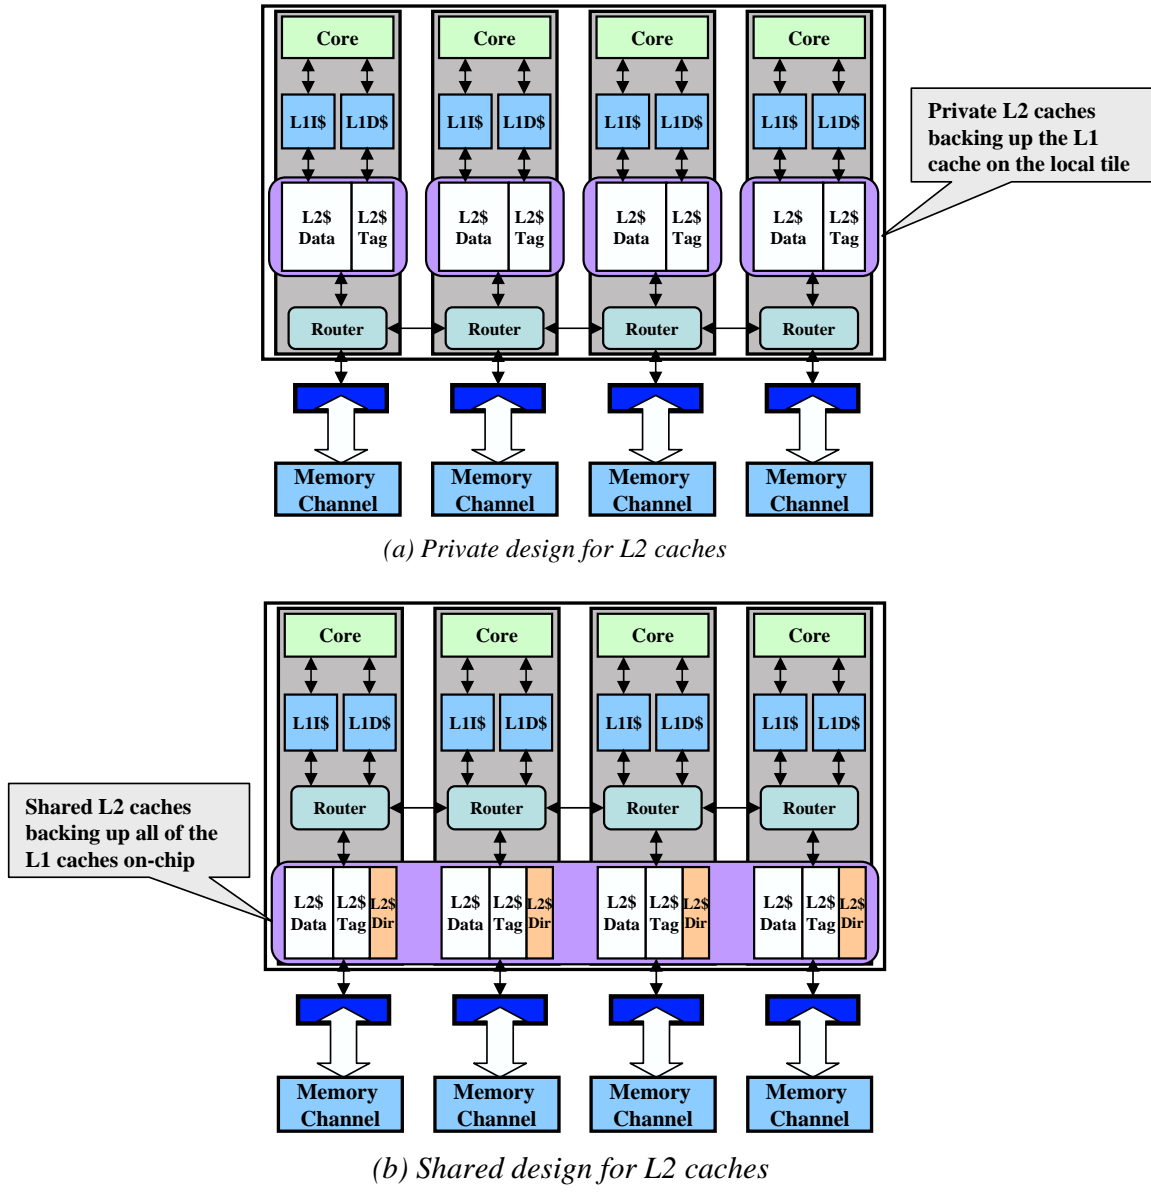 Core Core Core Core
L1I$ L1D$ L1I$ L1D$ L1I$ L1D$ L1I$ L1D$
Private L2 caches
backing up the L1
cache on the local tile
L2$ L2$ L2$ L2$ L2$ L2$ L2$ L2$
Data Tag Data Tag Data Tag Data Tag
Router Router Router Router
Memory Memory Memory Memory
Channel Channel Channel Channel
(a) Private design for L2 caches
Core Core Core Core
L1I$ L1D$ L1I$ L1D$ L1I$ L1D$ L1I$ L1D$
Router Router Router Router
Shared L2 caches
backing up all of the
L1 caches on-chip
L2$ L2$ L2$ L2$ L2$ L2$ L2$ L2$ L2$ L2$ L2$ L2$
Data Tag Dir Data Tag Dir Data Tag Dir Data Tag Dir
Memory Memory Memory Memory
Channel Channel Channel Channel
(b) Shared design for L2 caches